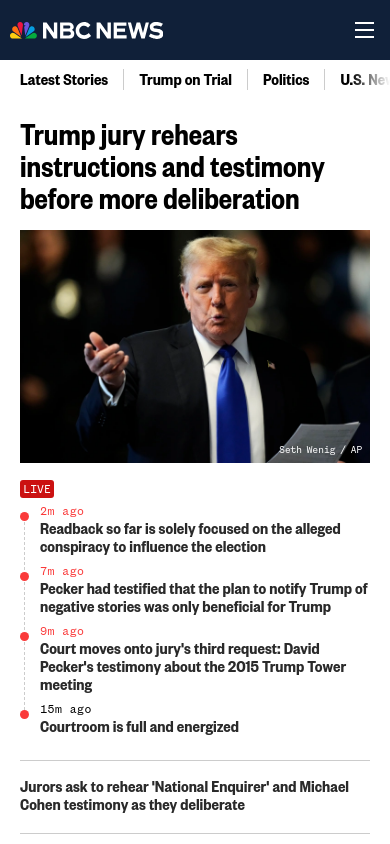 NBC NEWS
Latest Stories
Trump on Trial
Politics
U.S. Ne
Trump jury rehears
instructions and testimony
before more deliberation
Seth Wenig / AP
LIVE
2m ago
Readback so far is solely focused on the alleged
conspiracy to influence the election
7m ago
Pecker had testified that the plan to notify Trump of
negative stories was only beneficial for Trump
9m ago
Court moves onto jury's third request: David
Pecker's testimony about the 2015 Trump Tower
meeting
15m ago
Courtroom is full and energized
Jurors ask to rehear 'National Enquirer' and Michael
Cohen testimony as they deliberate